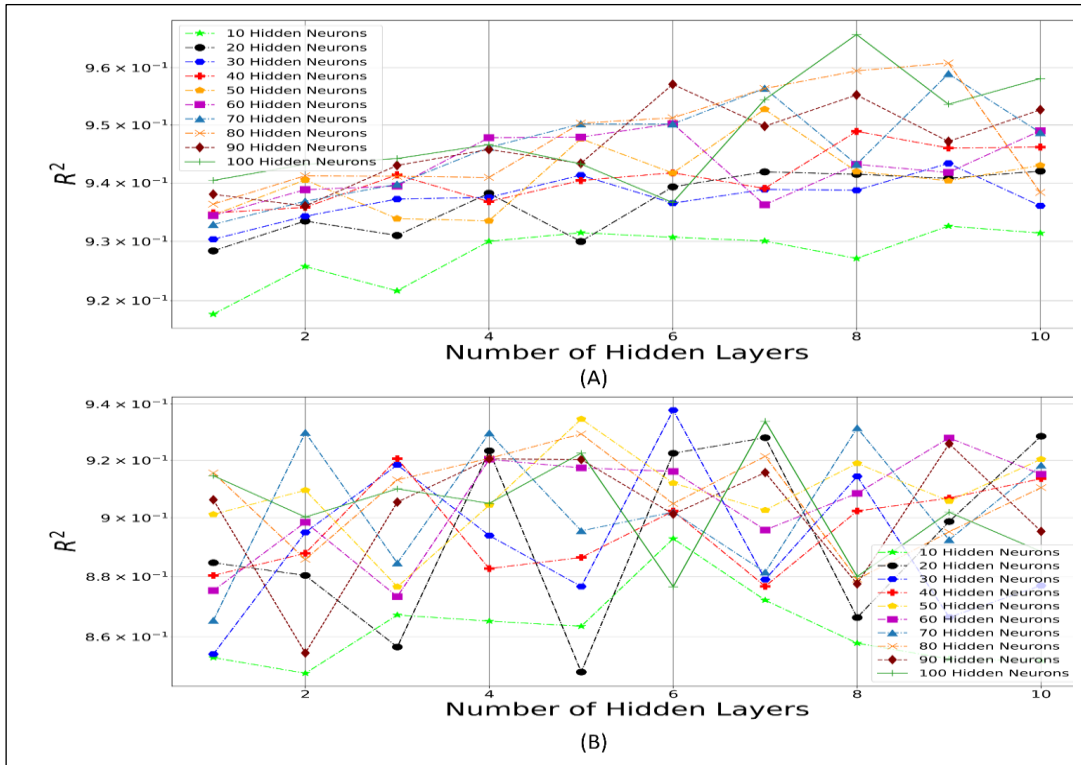 10 Hidden Neurons
20 Hidden Neurons
30 Hidden Neurons
40 Hidden Neurons
50 Hidden Neurons
60 Hidden Neurons
70 Hidden Neurons
80 Hidden Neurons
90 Hidden Neurons
100 Hidden Neurons
9.6 × 10⁻¹
9.5 × 10⁻¹
9.4 × 10⁻¹
9.3 × 10⁻¹
9.2 × 10⁻¹
R²
2 4 6 8 10
Number of Hidden Layers
(A)
9.4 × 10⁻¹
9.2 × 10⁻¹
9 × 10⁻¹
8.8 × 10⁻¹
8.6 × 10⁻¹
R²
10 Hidden Neurons
20 Hidden Neurons
30 Hidden Neurons
40 Hidden Neurons
50 Hidden Neurons
60 Hidden Neurons
70 Hidden Neurons
80 Hidden Neurons
90 Hidden Neurons
100 Hidden Neurons
2 4 6 8 10
Number of Hidden Layers
(B)